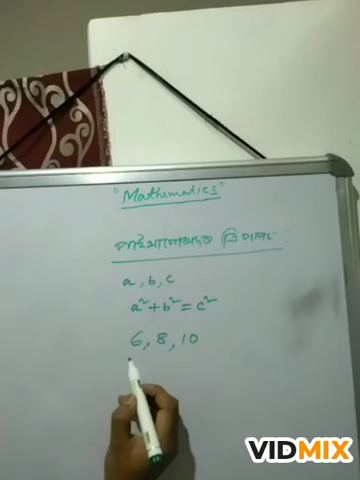 "Mathematics"
a, b, c
a² + b² = c²
6, 8, 10
VIDMIX